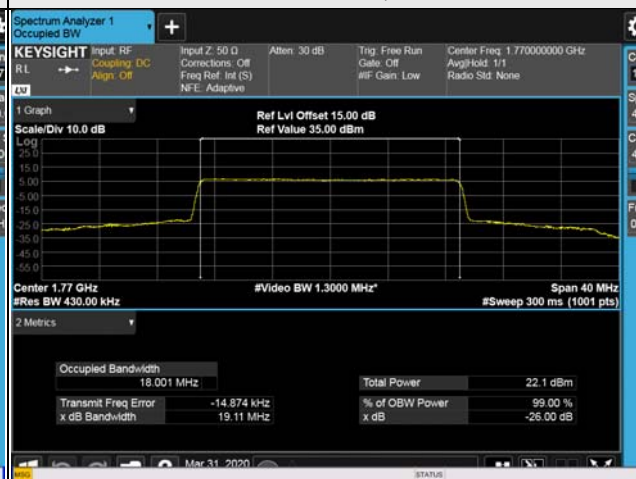 Spectrum Analyzer 1
Occupied BW
+
KEYSIGHT
RL
LXI
Input: RF
Coupling: DC
Align: Off
Input Z: 50 Ω
Corrections: Off
Freq Ref: Int (S)
NFE: Adaptive
Atten: 30 dB
Trig: Free Run
Gate: Off
#IF Gain: Low
Center Freq: 1.770000000 GHz
Avg|Hold: 1/1
Radio Std: None
1 Graph
Scale/Div 10.0 dB
Ref Lvl Offset 15.00 dB
Ref Value 35.00 dBm
Log
25.0
15.0
5.00
-5.00
-15.0
-25.0
-35.0
-45.0
-55.0
Center 1.77 GHz
#Res BW 430.00 kHz
#Video BW 1.3000 MHz*
Span 40 MHz
#Sweep 300 ms (1001 pts)
2 Metrics
Occupied Bandwidth
18.001 MHz
Total Power 22.1 dBm
Transmit Freq Error -14.874 kHz
% of OBW Power 99.00 %
x dB Bandwidth 19.11 MHz
x dB -26.00 dB
Mar 31, 2020
MSG
STATUS